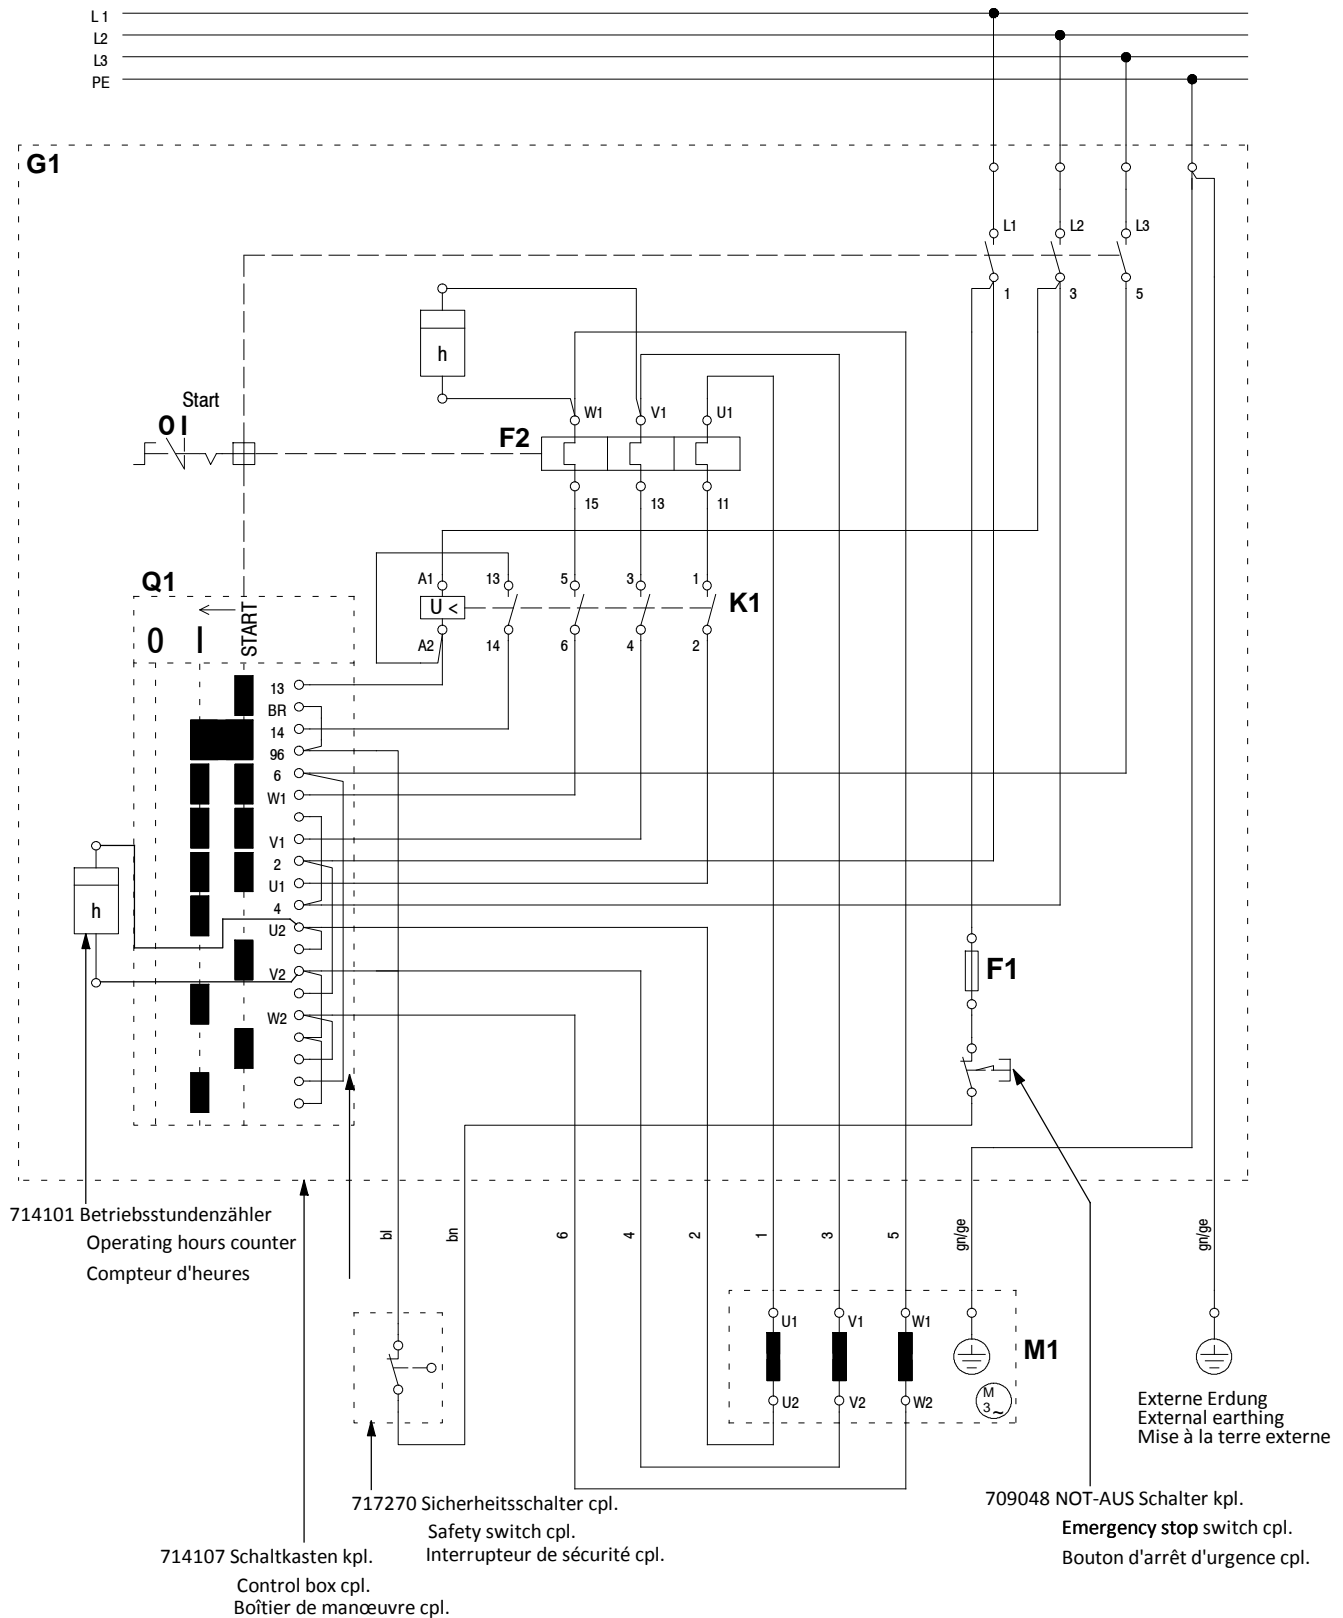 L 1
L2
L3
PE
G1
L1
L2
L3
1
3
5
h
Start
0 I
W1
V1
U1
F2
15
13
11
Q1
A1
13
5
3
1
U <
K1
0
I
START
A2
14
6
4
2
13
BR
14
96
6
W1
V1
2
U1
4
h
U2
V2
W2
F1
714101 Betriebsstundenzähler
Operating hours counter
Compteur d'heures
bl
bn
6
4
2
1
3
5
gn/ge
gn/ge
U1
V1
W1
M1
M
3~
U2
V2
W2
Externe Erdung
External earthing
Mise à la terre externe
717270 Sicherheitsschalter cpl.
Safety switch cpl.
Interrupteur de sécurité cpl.
709048 NOT-AUS Schalter kpl.
Emergency stop switch cpl.
Bouton d'arrêt d'urgence cpl.
714107 Schaltkasten kpl.
Control box cpl.
Boîtier de manœuvre cpl.